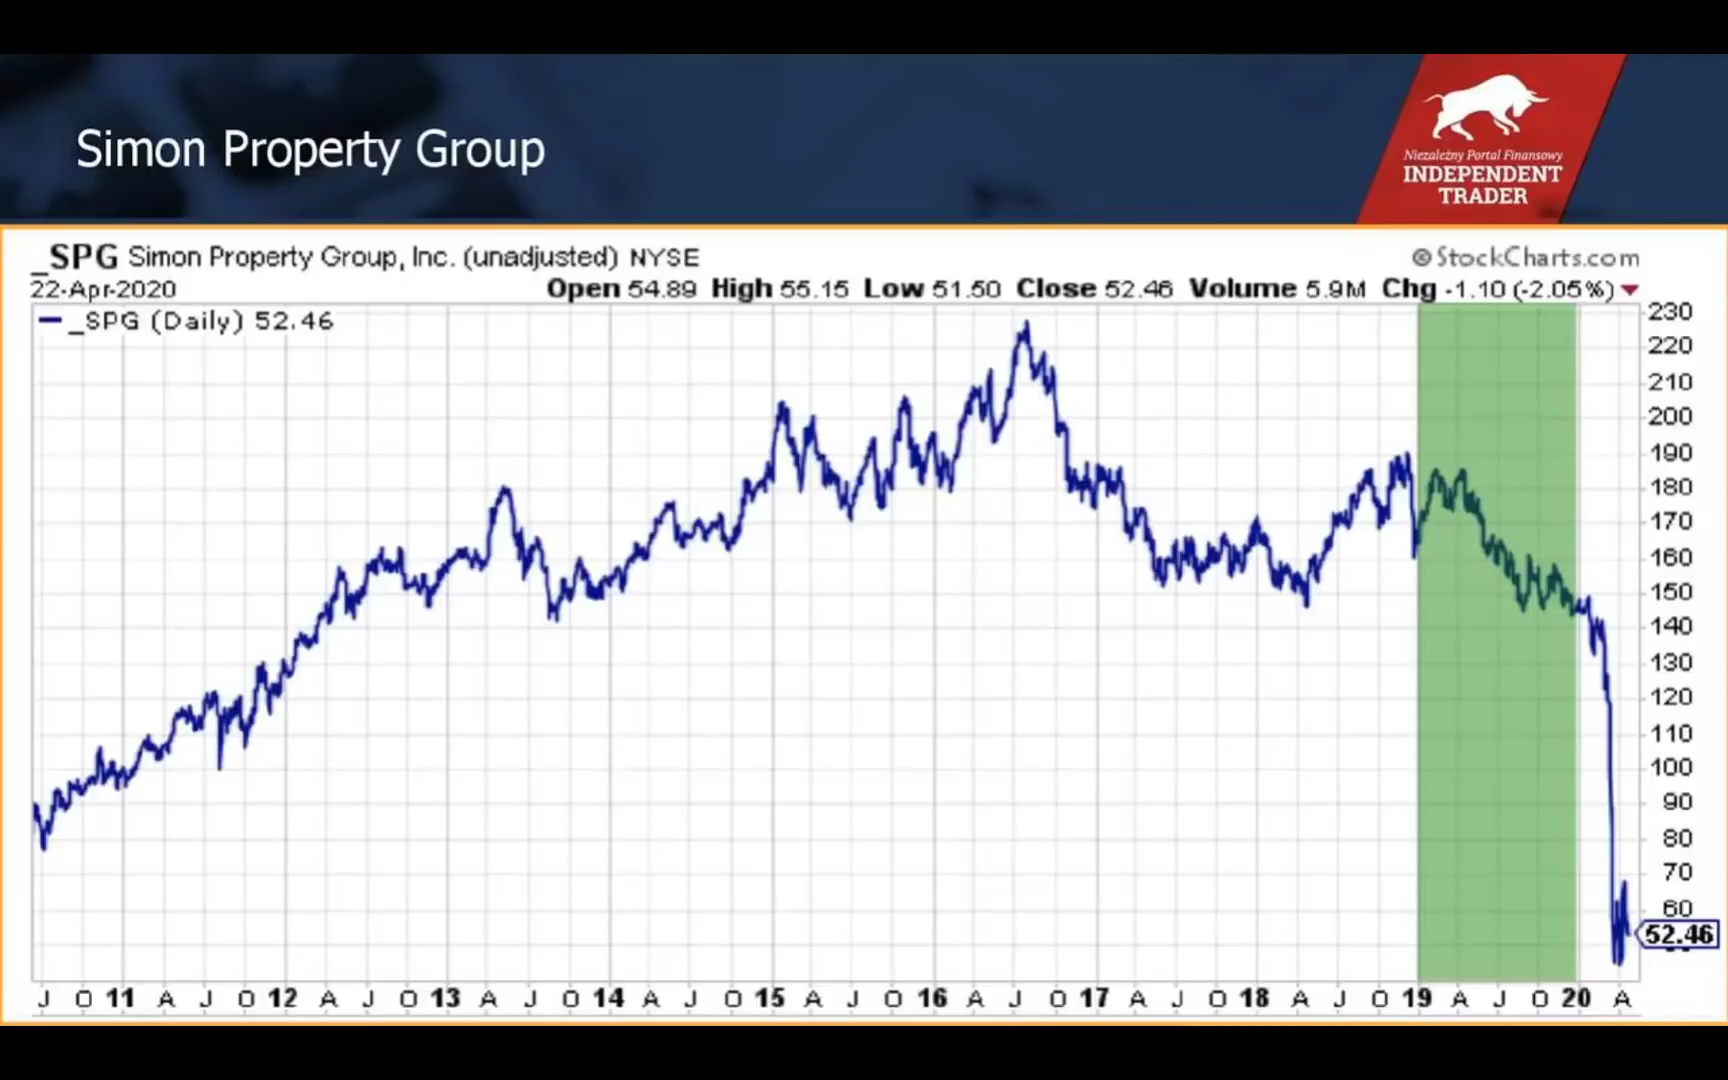 Simon Property Group
Niezależny Portal Finansowy
INDEPENDENT
TRADER
_SPG Simon Property Group, Inc. (unadjusted) NYSE
© StockCharts.com
22-Apr-2020
Open 54.89 High 55.15 Low 51.50 Close 52.46 Volume 5.9M Chg -1.10 (-2.05%)
_SPG (Daily) 52.46
230
220
210
200
190
180
170
160
150
140
130
120
110
100
90
80
70
60
52.46
J O 11 A J O 12 A J O 13 A J O 14 A J O 15 A J O 16 A J O 17 A J O 18 A J O 19 A J O 20 A